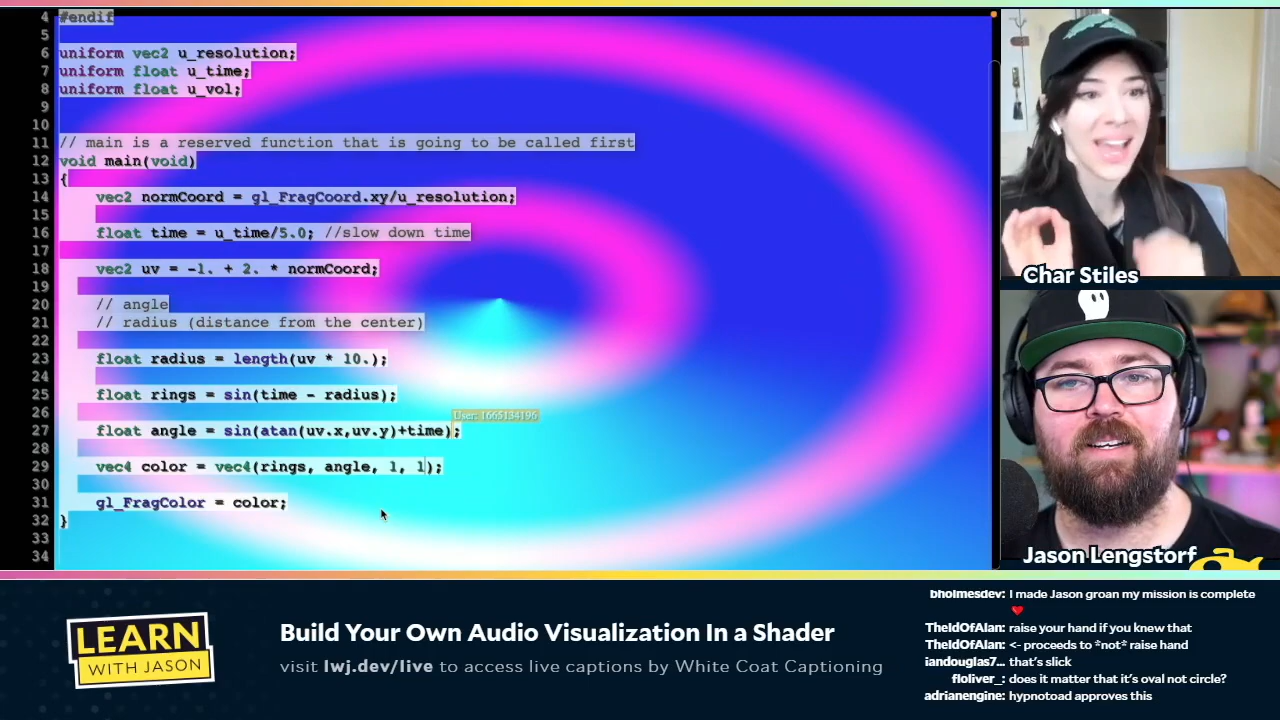 4 #endif
5
6 uniform vec2 u_resolution;
7 uniform float u_time;
8 uniform float u_vol;
9
10
11 // main is a reserved function that is going to be called first
12 void main(void)
13 {
14 vec2 normCoord = gl_FragCoord.xy/u_resolution;
15
16 float time = u_time/5.0; //slow down time
17
18 vec2 uv = -1. + 2. * normCoord;
19
20 // angle
21 // radius (distance from the center)
22
23 float radius = length(uv * 10.);
24
25 float rings = sin(time - radius);
26
User: 1665134196
27 float angle = sin(atan(uv.x,uv.y)+time);
28
29 vec4 color = vec4(rings, angle, 1, 1);
30
31 gl_FragColor = color;
32 }
33
34
Char Stiles
Jason Lengstorf
LEARN
WITH JASON
Build Your Own Audio Visualization In a Shader
visit lwj.dev/live to access live captions by White Coat Captioning
bholmesdev: I made Jason groan my mission is complete
❤️
TheIdOfAlan: raise your hand if you knew that
TheIdOfAlan: <- proceeds to *not* raise hand
iandouglas7... that's slick
floliver_: does it matter that it's oval not circle?
adrianengine: hypnotoad approves this